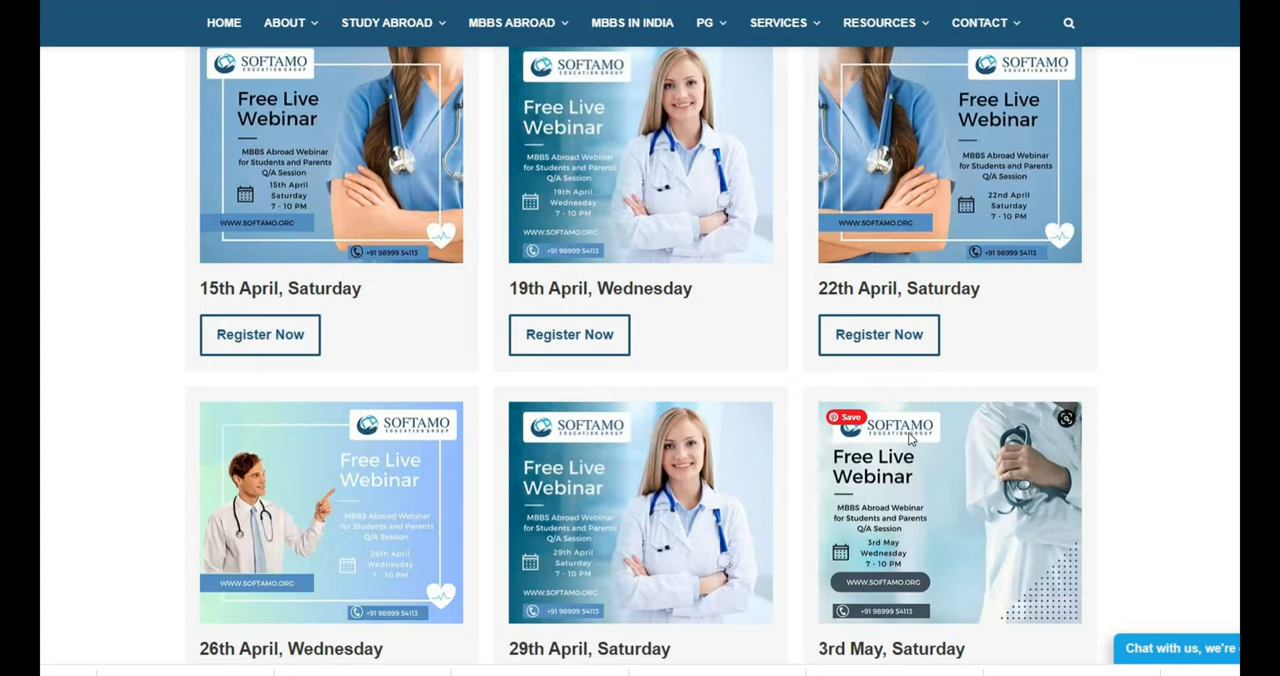 HOME ABOUT STUDY ABROAD MBBS ABROAD MBBS IN INDIA PG SERVICES RESOURCES CONTACT
SOFTAMO
EDUCATION GROUP
Free Live
Webinar
MBBS Abroad Webinar
for Students and Parents
Q/A Session
15th April
Saturday
7 - 10 PM
WWW.SOFTAMO.ORG
+91 98999 54113
15th April, Saturday
Register Now
SOFTAMO
EDUCATION GROUP
Free Live
Webinar
MBBS Abroad Webinar
for Students and Parents
Q/A Session
19th April
Wednesday
7 - 10 PM
WWW.SOFTAMO.ORG
+91 98999 54113
19th April, Wednesday
Register Now
SOFTAMO
EDUCATION GROUP
Free Live
Webinar
MBBS Abroad Webinar
for Students and Parents
Q/A Session
22nd April
Saturday
7 - 10 PM
WWW.SOFTAMO.ORG
+91 98999 54113
22th April, Saturday
Register Now
SOFTAMO
EDUCATION GROUP
Free Live
Webinar
MBBS Abroad Webinar
for Students and Parents
Q/A Session
26th April
Wednesday
7 - 10 PM
WWW.SOFTAMO.ORG
+91 98999 54113
26th April, Wednesday
SOFTAMO
EDUCATION GROUP
Free Live
Webinar
MBBS Abroad Webinar
for Students and Parents
Q/A Session
29th April
Saturday
7 - 10 PM
WWW.SOFTAMO.ORG
+91 98999 54113
29th April, Saturday
Save
SOFTAMO
EDUCATION GROUP
Free Live
Webinar
MBBS Abroad Webinar
for Students and Parents
Q/A Session
3rd May
Wednesday
7 - 10 PM
WWW.SOFTAMO.ORG
+91 98999 54113
3rd May, Saturday
Chat with us, we're